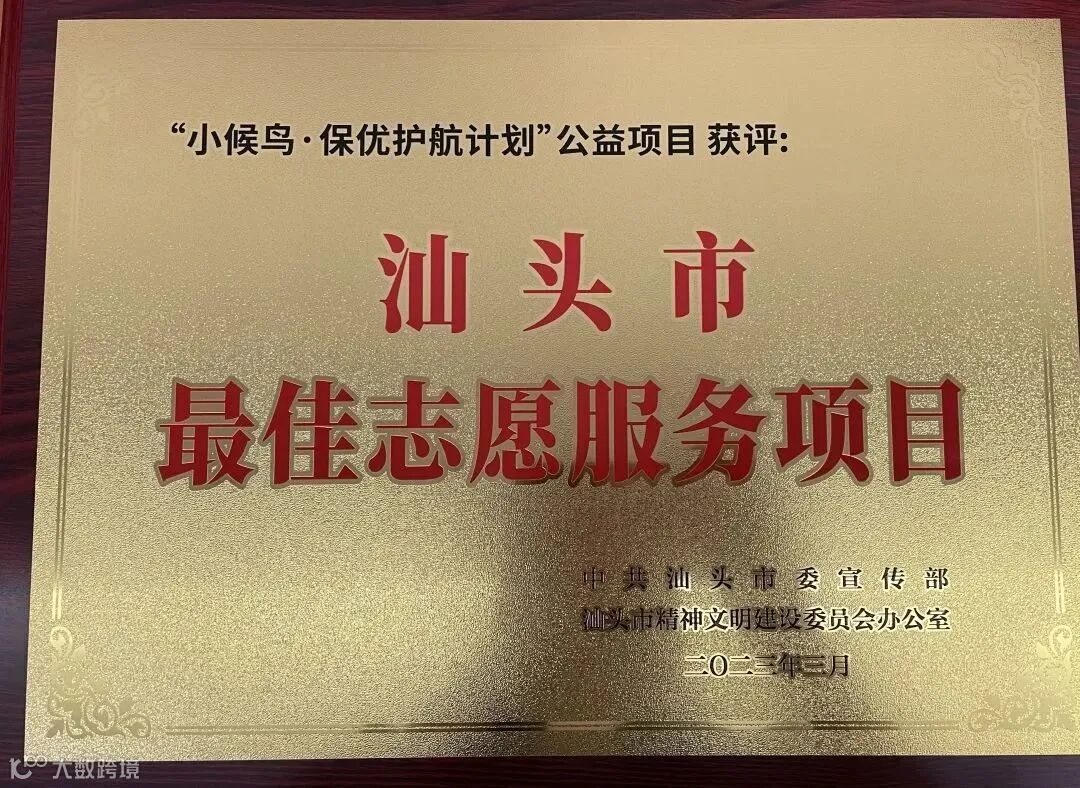 “小候鸟·保优护航计划”公益项目 获评:
汕头市
最佳志愿服务项目
中共汕头市委宣传部
汕头市精神文明建设委员会办公室
二〇二三年三月
大数跨境